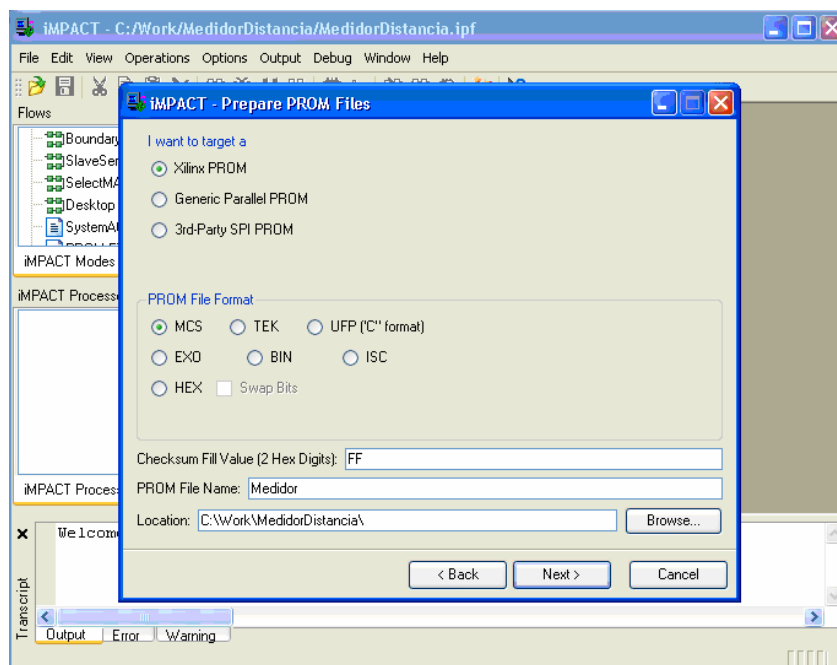 iMPACT - C:/Work/MedidorDistancia/MedidorDistancia.ipf
File Edit View Operations Options Output Debug Window Help
Flows
Boundary
SlaveSer
SelectMA
Desktop
iMPACT Modes
iMPACT Process
iMPACT - Prepare PROM Files
I want to target a
Xilinx PROM
Generic Parallel PROM
3rd-Party SPI PROM
PROM File Format
MCS TEK UFP ("C" format)
EXO BIN ISC
HEX Swap Bits
Checksum Fill Value (2 Hex Digits): FF
PROM File Name: Medidor
Location: C:\Work\MedidorDistancia\ Browse...
< Back Next > Cancel
iMPACT Process
Welcom
Transcript
Output Error Warning